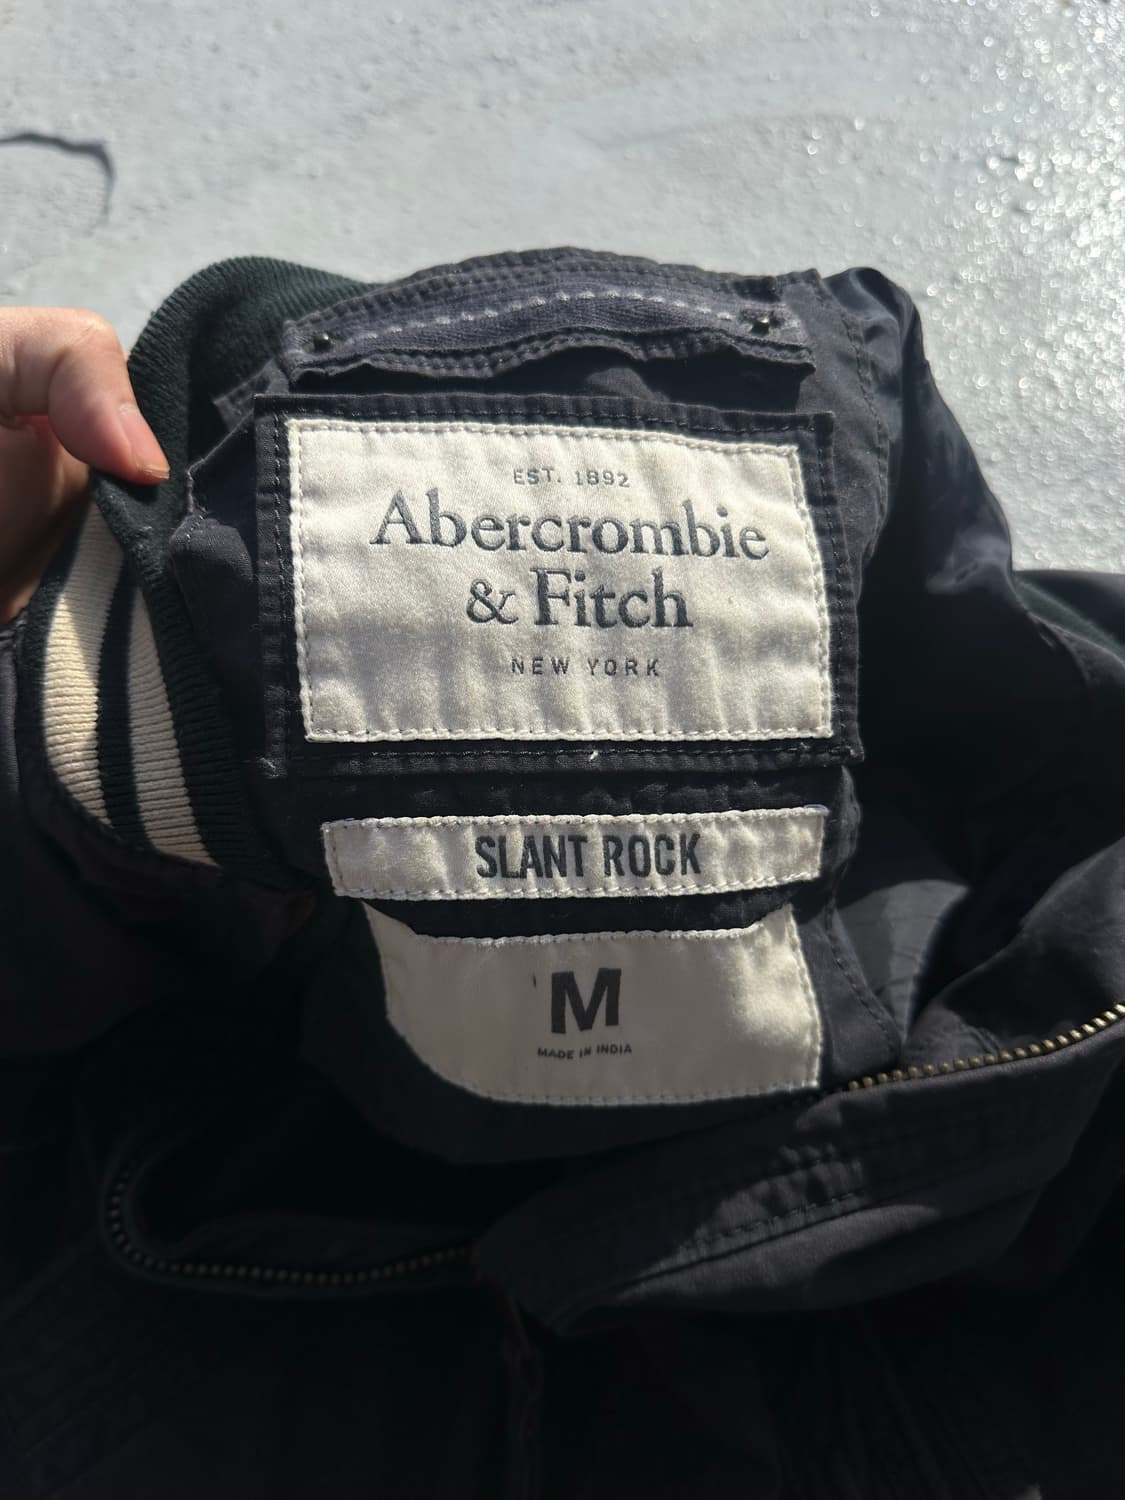 EST. 1892
Abercrombie
& Fitch
NEW YORK
SLANT ROCK
M
MADE IN INDIA